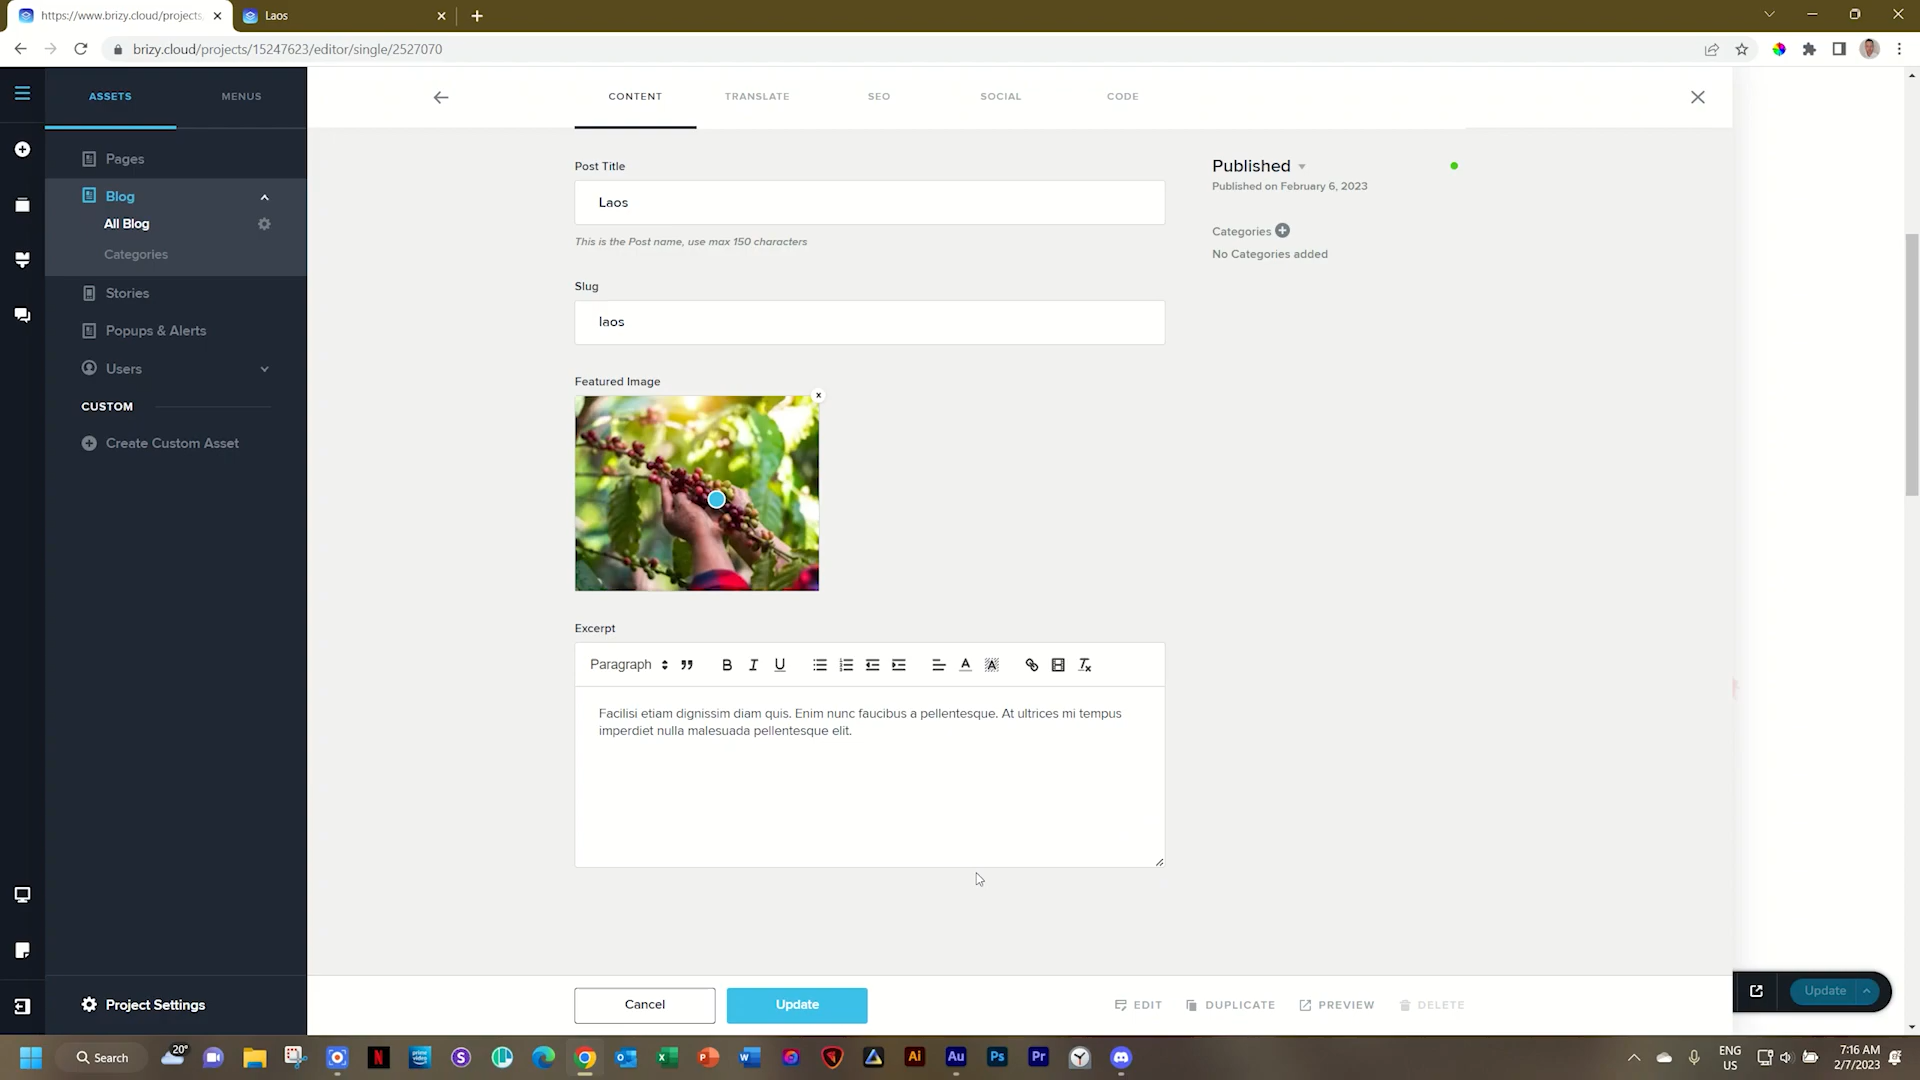 https://www.brizy.cloud/projects,
Laos
brizy.cloud/projects/15247623/editor/single/2527070
ASSETS
MENUS
CONTENT
TRANSLATE
SEO
SOCIAL
CODE
Pages
Blog
All Blog
Categories
Stories
Popups & Alerts
Users
CUSTOM
Create Custom Asset
Project Settings
Post Title
Laos
This is the Post name, use max 150 characters
Slug
laos
Featured Image
Excerpt
Paragraph
Facilisi etiam dignissim diam quis. Enim nunc faucibus a pellentesque. At ultrices mi tempus
imperdiet nulla malesuada pellentesque elit.
Published
Published on February 6, 2023
Categories
No Categories added
Cancel
Update
EDIT
DUPLICATE
PREVIEW
DELETE
Update
Search
20°
ENG
US
7:16 AM
2/7/2023